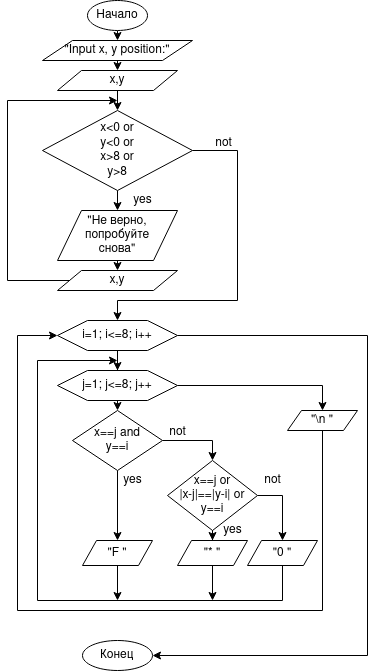 Начало
"Input x, y position:"
x,y
x<0 or
y<0 or
x>8 or
y>8
not
yes
"Не верно,
попробуйте
снова"
x,y
i=1; i<=8; i++
j=1; j<=8; j++
"\n "
x==j and
y==i
not
yes
x==j or
|x-j|==|y-i| or
y==i
not
yes
"F "
"* "
"0 "
Конец